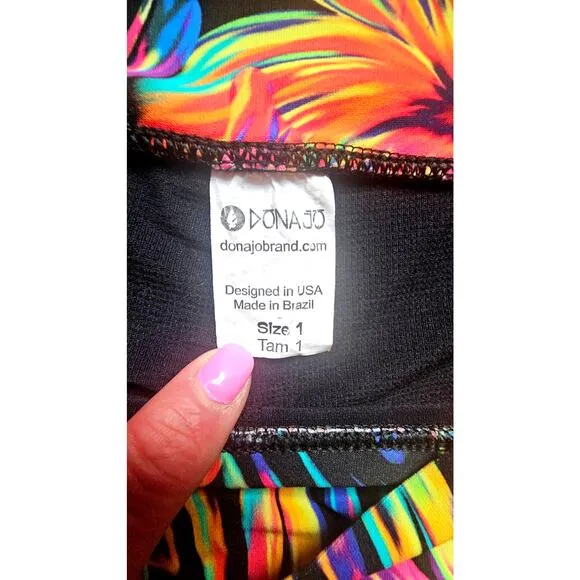 DONAJO
donajobrand.com
Designed in USA
Made in Brazil
Size 1
Tam 1